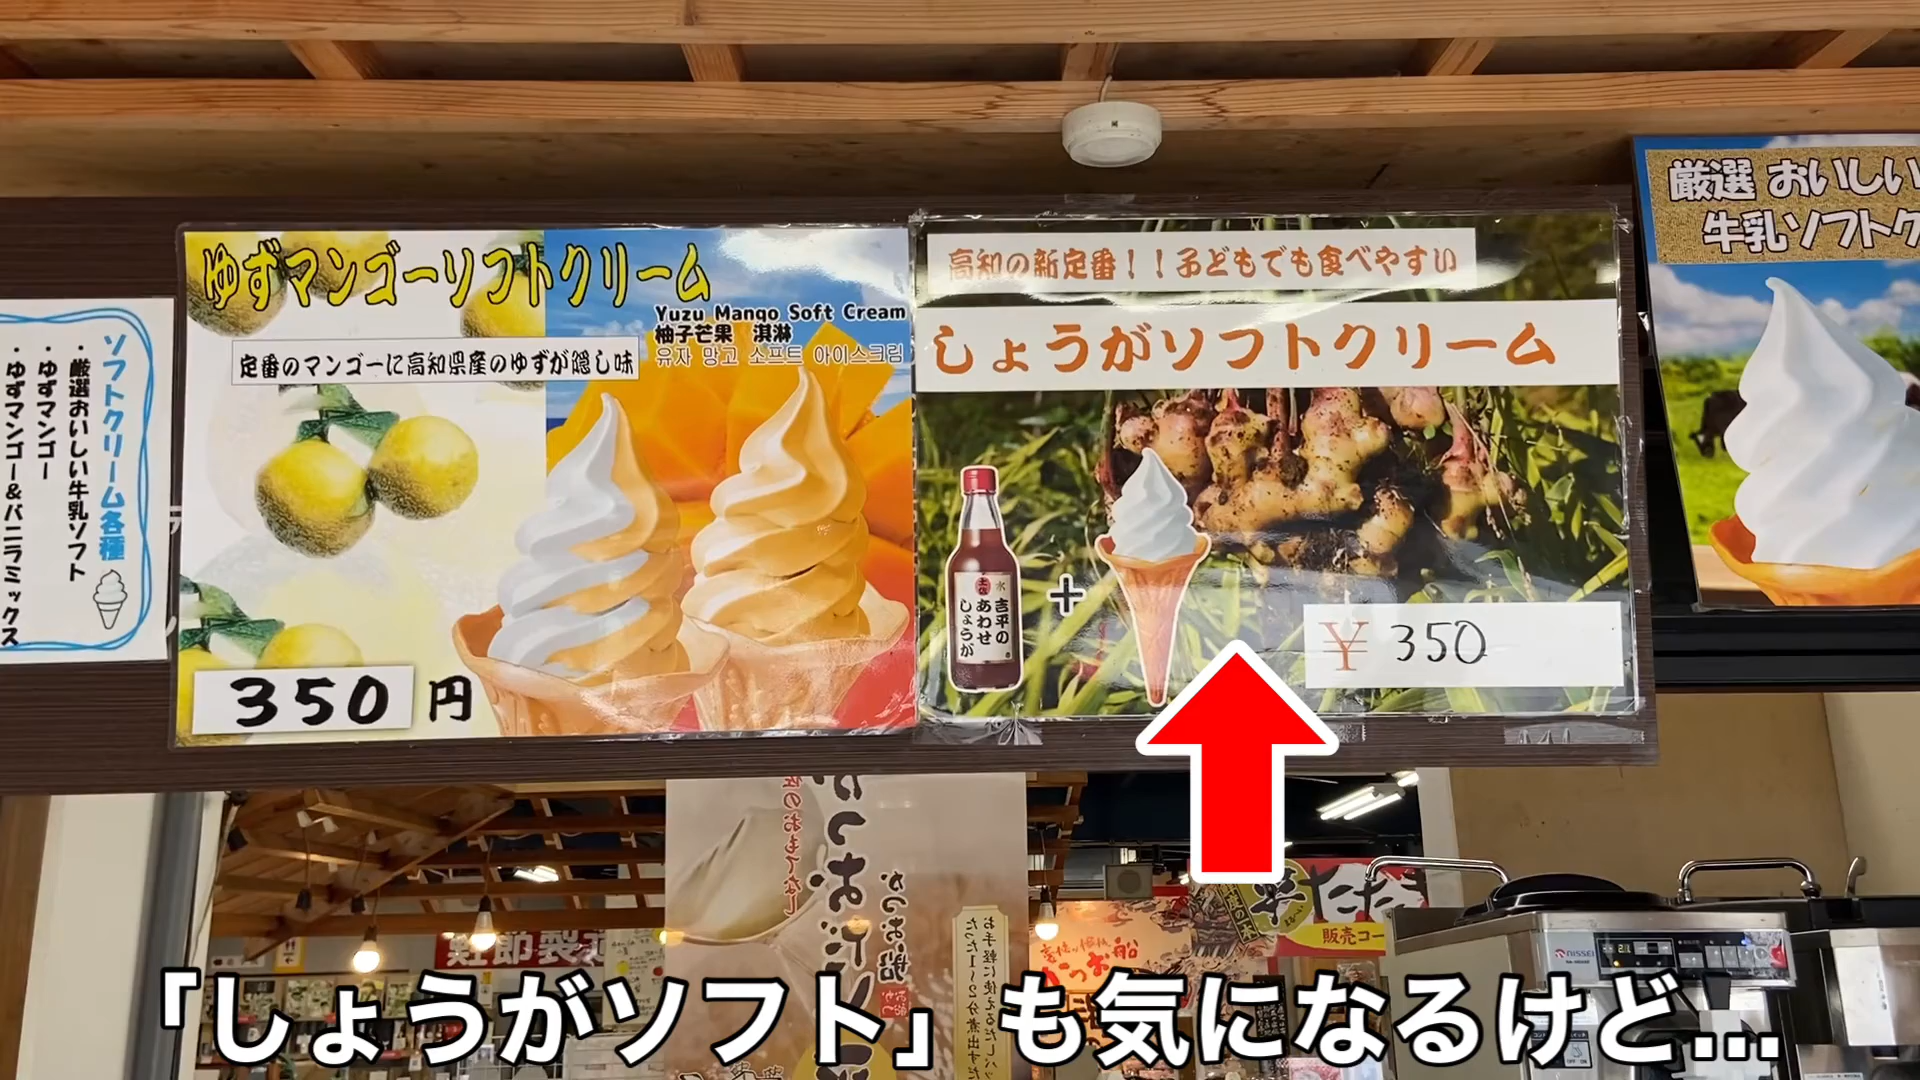 ソフトクリーム各種
・厳選おいしい牛乳ソフト
・ゆずマンゴー
・ゆずマンゴー&バニラミックス
ゆずマンゴーソフトクリーム
Yuzu Mango Soft Cream
柚子芒果 淇淋
유자 망고 소프트 아이스크림
定番のマンゴーに高知県産のゆずが隠し味
350円
高知の新定番!!子どもでも食べやすい
しょうがソフトクリーム
吉平の
あわせ
しょうが
+
¥350
厳選 おいしい
牛乳ソフトク
かつお船
販売コー
NISSEI
「しょうがソフト」も気になるけど...